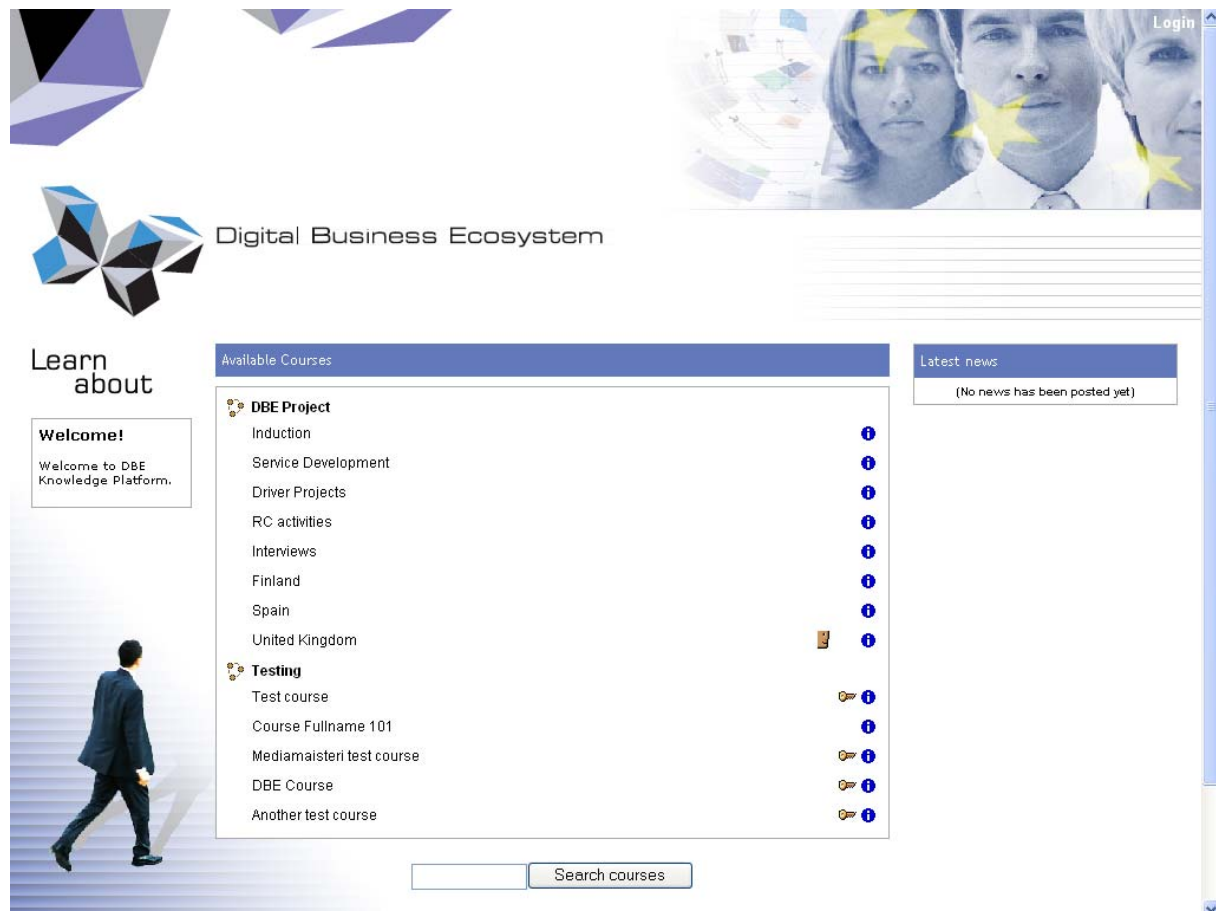 Login
Digital Business Ecosystem
Learn
about
Welcome!
Welcome to DBE
Knowledge Platform.
Available Courses
DBE Project
Induction
Service Development
Driver Projects
RC activities
Interviews
Finland
Spain
United Kingdom
Testing
Test course
Course Fullname 101
Mediamaisteri test course
DBE Course
Another test course
Search courses
Latest news
(No news has been posted yet)